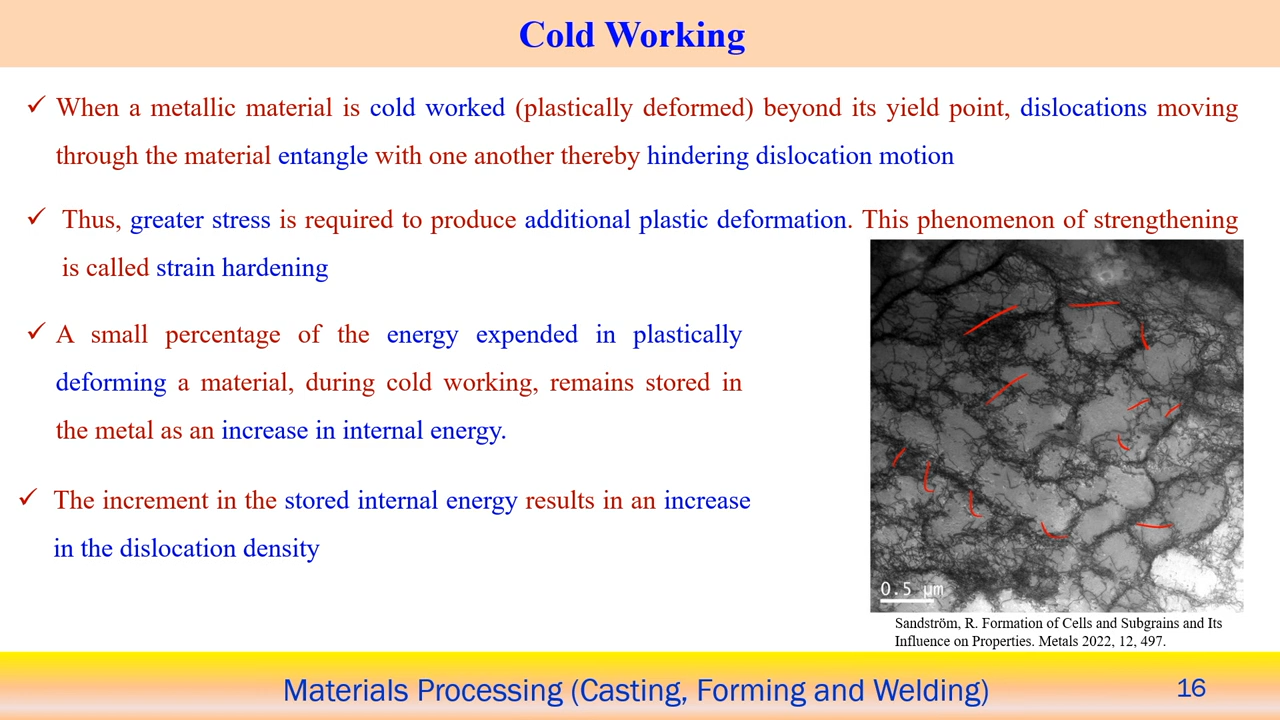 Cold Working
✓ When a metallic material is cold worked (plastically deformed) beyond its yield point, dislocations moving
through the material entangle with one another thereby hindering dislocation motion
✓ Thus, greater stress is required to produce additional plastic deformation. This phenomenon of strengthening
is called strain hardening
✓ A small percentage of the energy expended in plastically
deforming a material, during cold working, remains stored in
the metal as an increase in internal energy.
✓ The increment in the stored internal energy results in an increase
in the dislocation density
0.5 µm
Sandström, R. Formation of Cells and Subgrains and Its
Influence on Properties. Metals 2022, 12, 497.
Materials Processing (Casting, Forming and Welding)
16